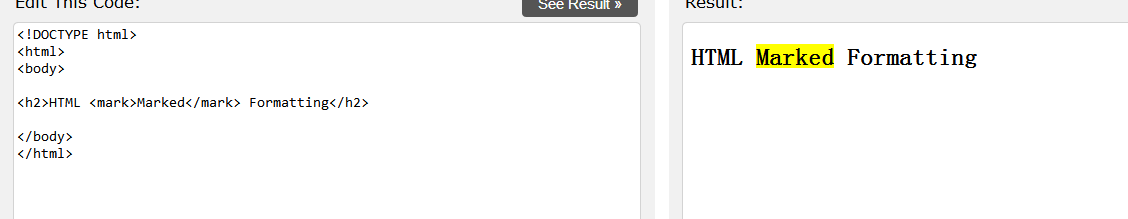 Edit This Code:
See Result »
<!DOCTYPE html>
<html>
<body>
<h2>HTML <mark>Marked</mark> Formatting</h2>
</body>
</html>
Result:
HTML Marked Formatting